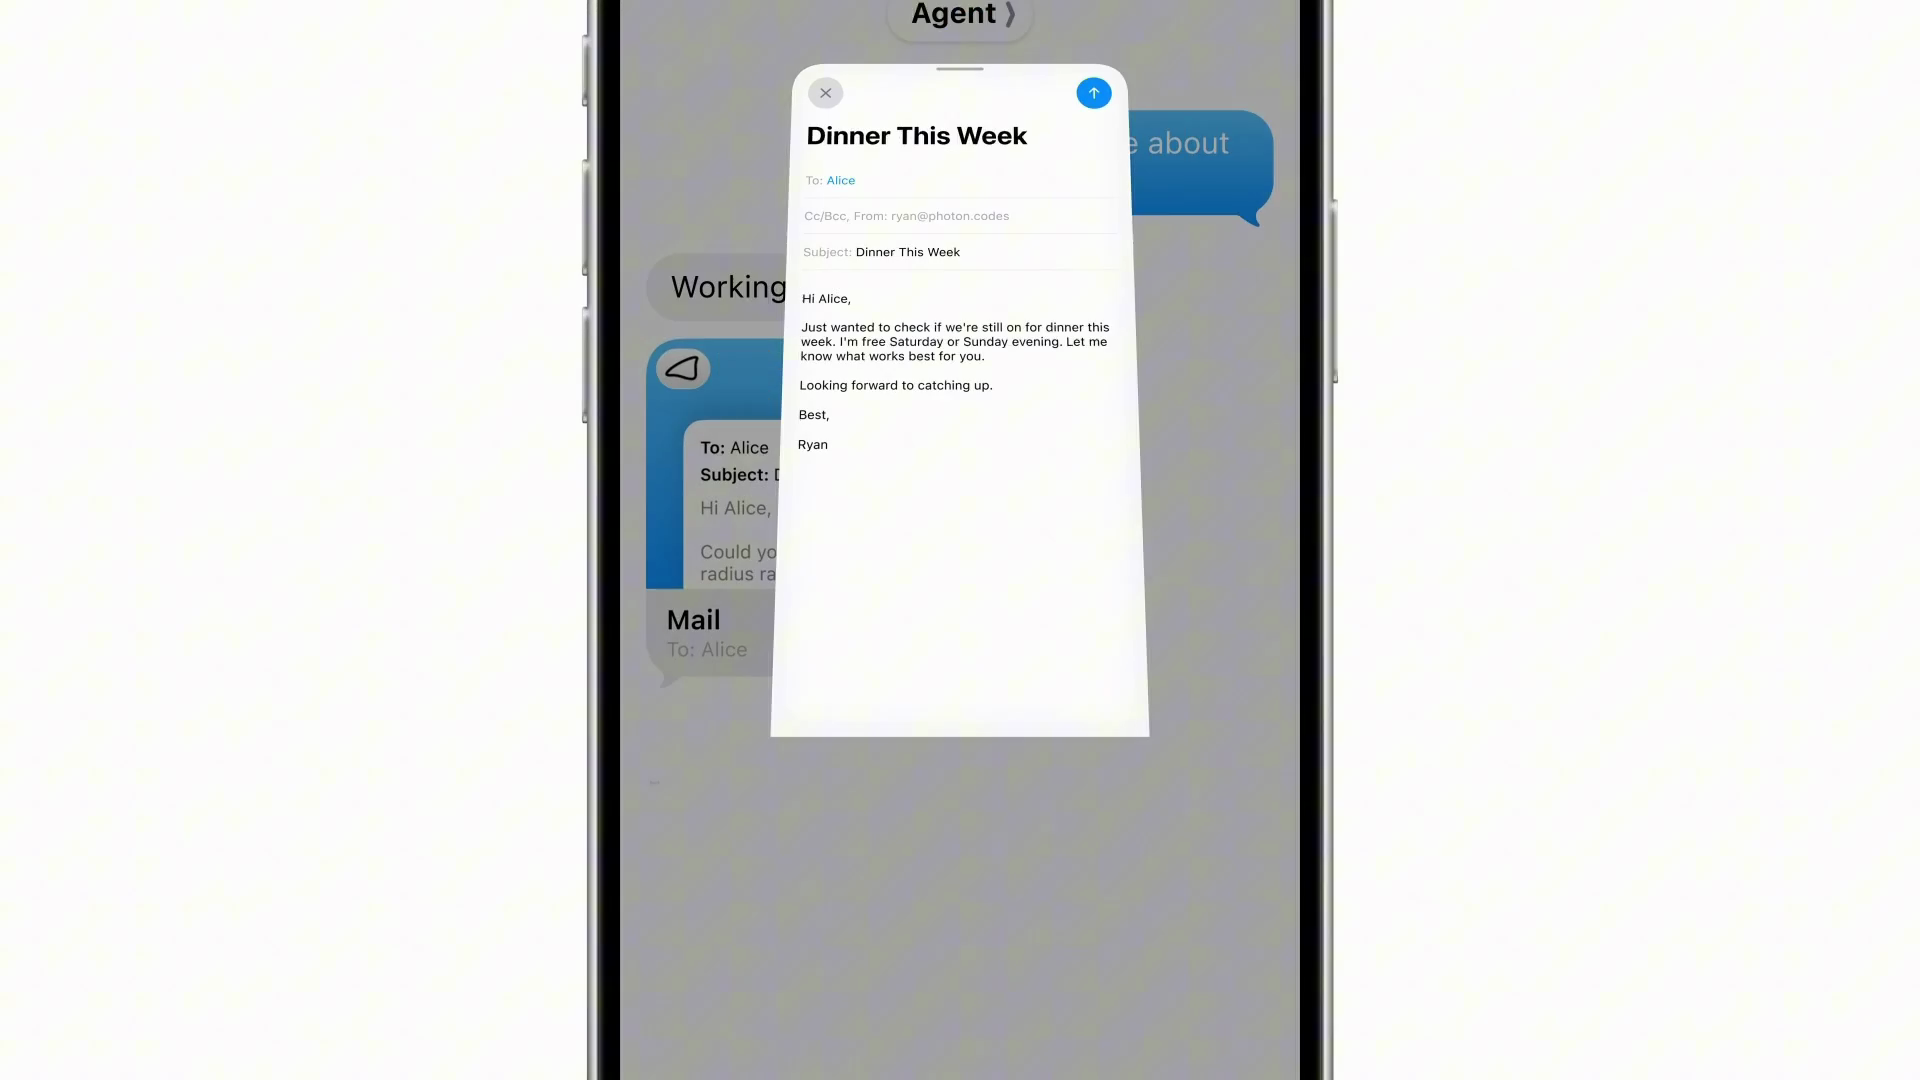 Agent
Dinner This Week
about
To: Alice
Cc/Bcc, From: ryan@photon.codes
Subject: Dinner This Week
Working
Hi Alice,
Just wanted to check if we're still on for dinner this
week. I'm free Saturday or Sunday evening. Let me
know what works best for you.
Looking forward to catching up.
Best,
Ryan
To: Alice
Subject:
Hi Alice,
Could
radius
Mail
To: Alice